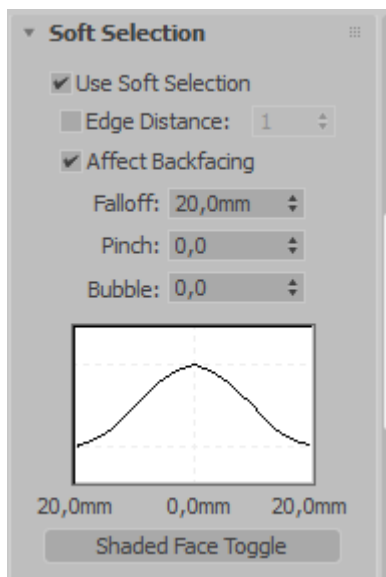 Soft Selection
Use Soft Selection
Edge Distance: 1
Affect Backfacing
Falloff: 20,0mm
Pinch: 0,0
Bubble: 0,0
20,0mm 0,0mm 20,0mm
Shaded Face Toggle